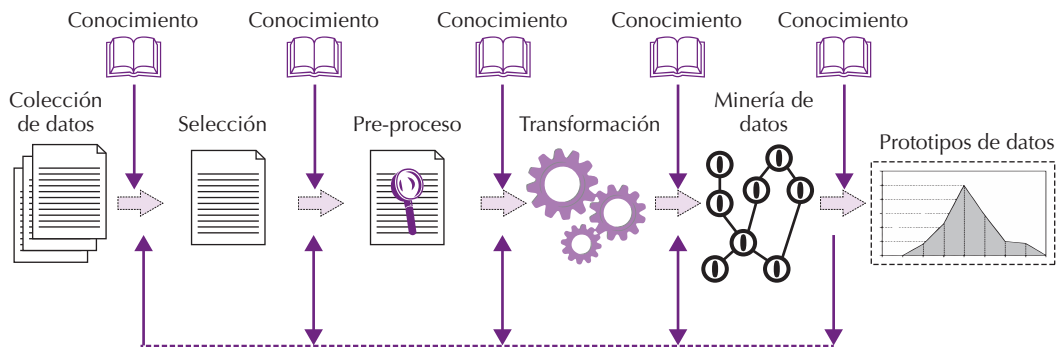 Conocimiento
Conocimiento
Conocimiento
Conocimiento
Conocimiento
Colección
de datos
Selección
Pre-proceso
Transformación
Minería de
datos
Prototipos de datos